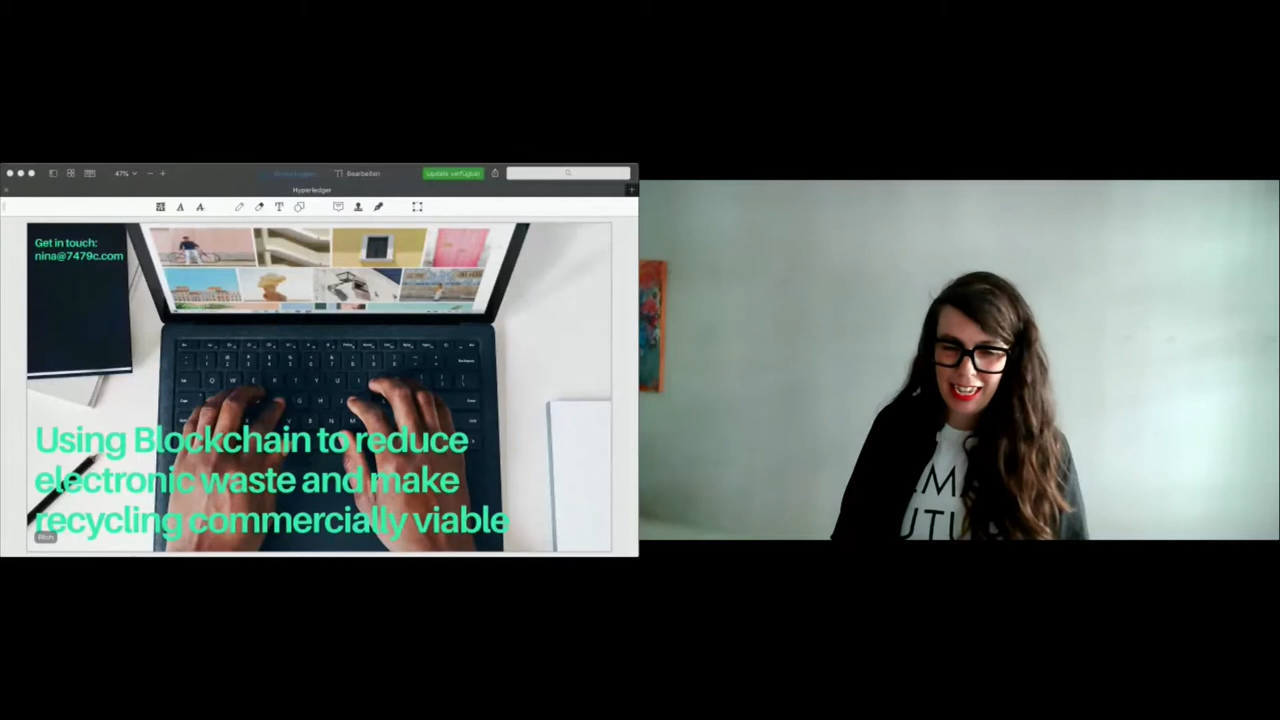 47%
Bearbeiten
Update verfügbar
Hyperledger
Get in touch:
nina@7479c.com
Using Blockchain to reduce
electronic waste and make
recycling commercially viable